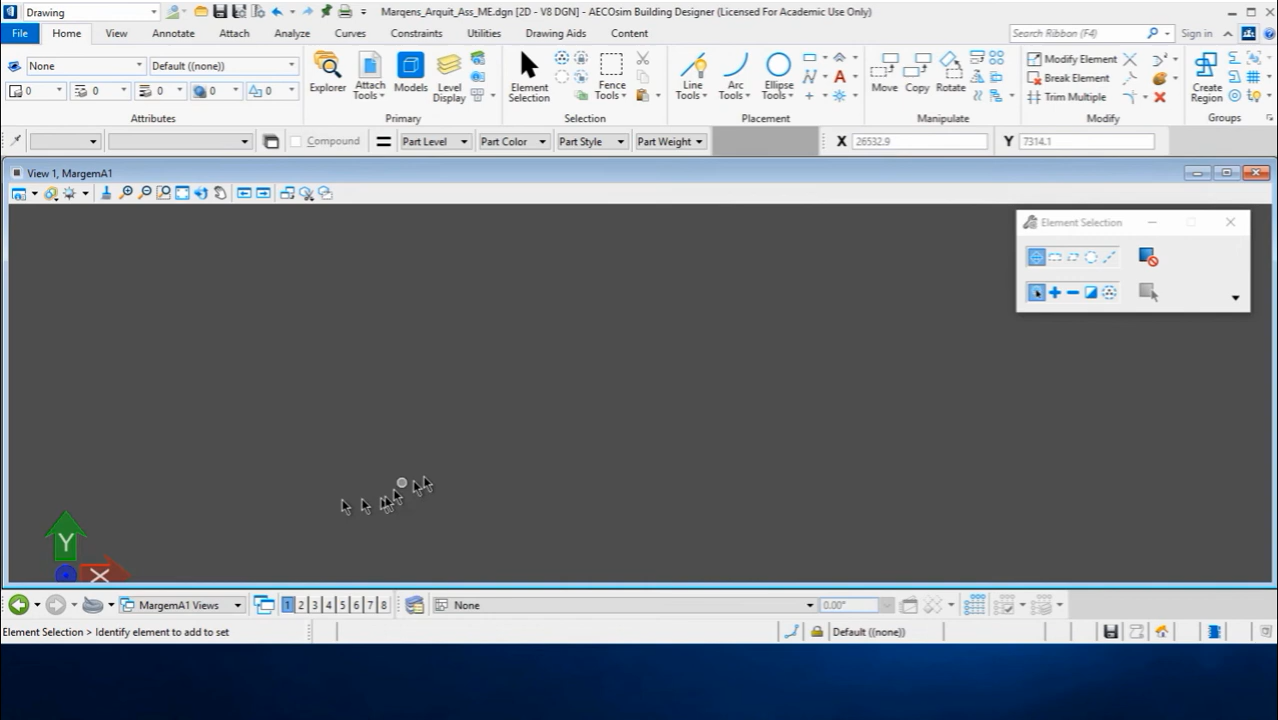 Drawing
Marqens_Arquit_Ass_ME.dgn [2D - V8 DGN] - AECOsim Building Designer (Licensed For Academic Use Only)
File Home View Annotate Attach Analyze Curves Constraints Utilities Drawing Aids Content
Search Ribbon (F4)
Sign in
None
Default ((none))
0 0 0 0 0
Attributes
Explorer
Attach Tools
Models
Level Display
Primary
Element Selection
Fence Tools
Selection
Line Tools
Arc Tools
Ellipse Tools
Placement
Move
Copy
Rotate
Manipulate
Modify Element
Break Element
Trim Multiple
Modify
Create Region
Groups
Compound
Part Level
Part Color
Part Style
Part Weight
X 26532.9
Y 7314.1
View 1, MargemA1
Element Selection
Y
X
MargemA1 Views
1 2 3 4 5 6 7 8
None
0.00°
Element Selection > Identify element to add to set
Default ((none))